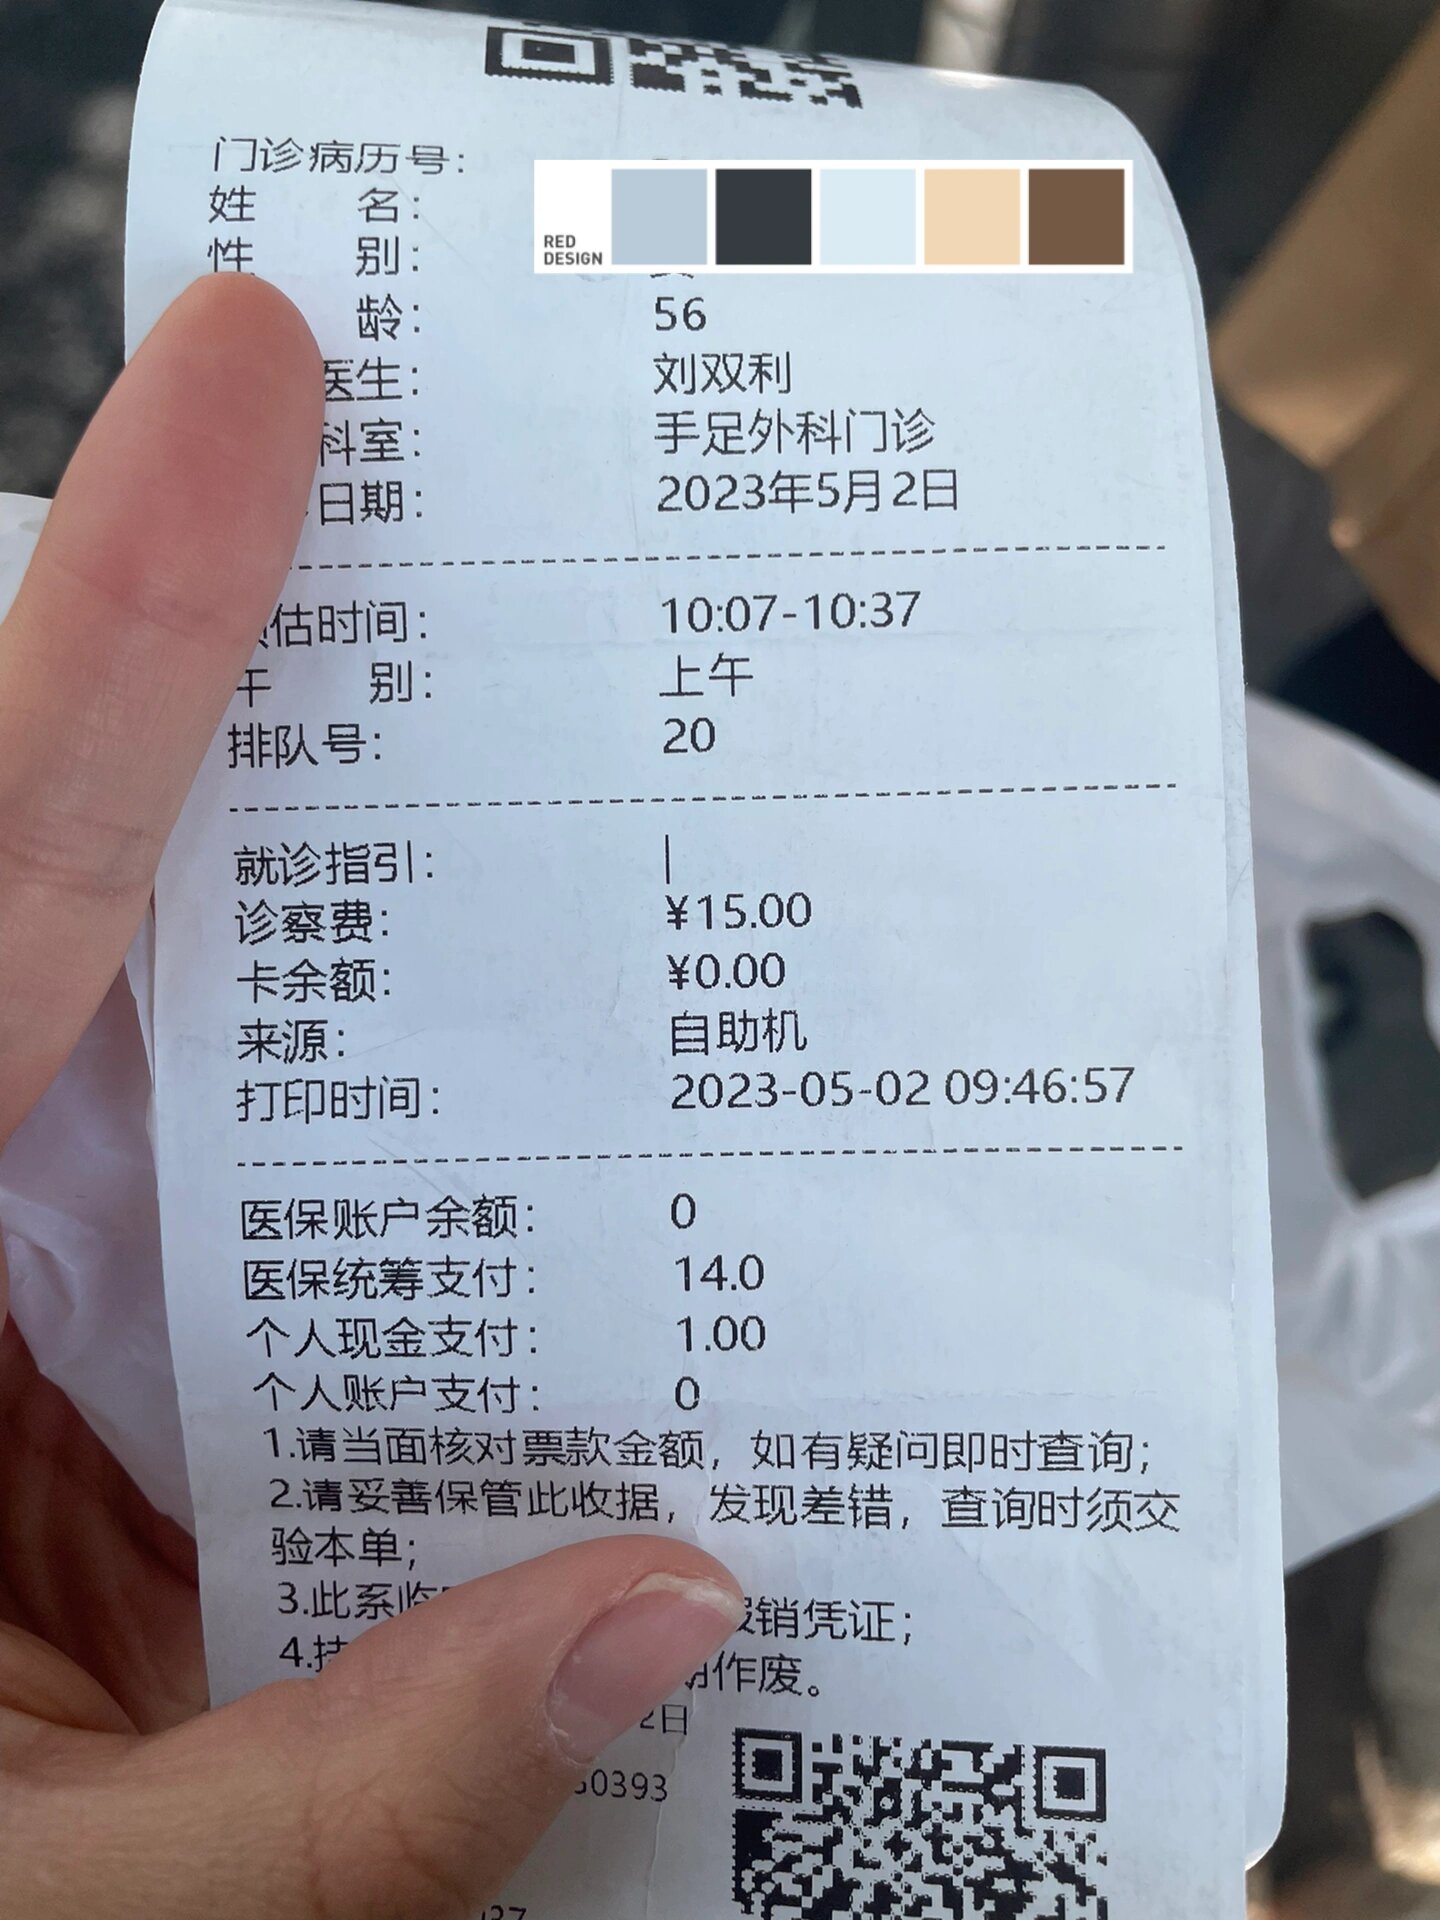 门诊病历号：
姓 名：
RED
DESIGN
性 别：
龄： 56
医生： 刘双利
科室： 手足外科门诊
日期： 2023年5月2日
估时间： 10:07-10:37
午 别： 上午
排队号： 20
就诊指引： |
诊察费： ¥15.00
卡余额： ¥0.00
来源： 自助机
打印时间： 2023-05-02 09:46:57
医保账户余额： 0
医保统筹支付： 14.0
个人现金支付： 1.00
个人账户支付： 0
1.请当面核对票款金额，如有疑问即时查询；
2.请妥善保管此收据，发现差错，查询时须交
验本单；
3.此系临 销凭证；
4. 作废。
2日
0393